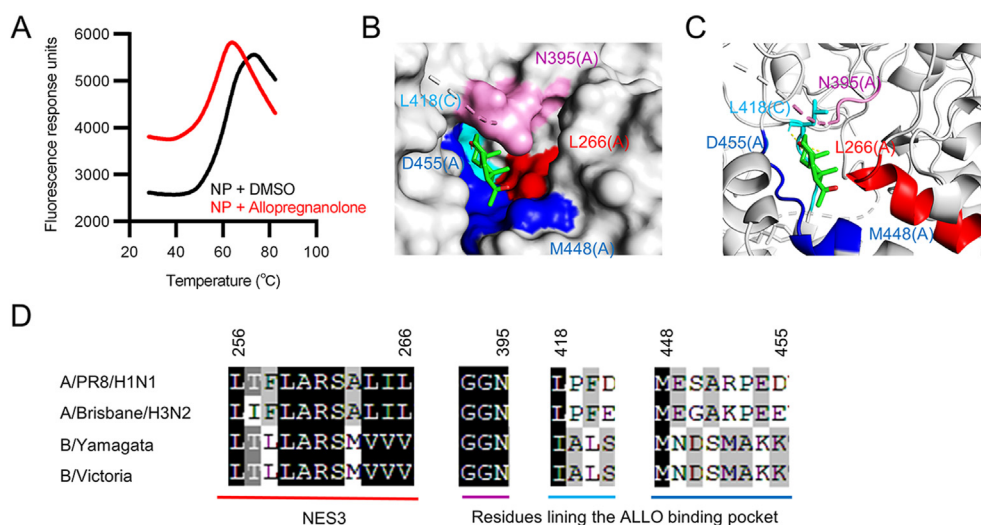 A
6000
5000
4000
3000
2000
Fluorescence response units
NP + DMSO
NP + Allopregnanolone
20 40 60 80 100
Temperature (°C)
B
N395(A)
L418(C)
D455(A
L266(A)
M448(A)
C
N395(A)
L418(C)
D455(A)
L266(A)
M448(A)
D
256 266 395 418 448 455
A/PR8/H1N1 LTFLARSALIL GGN LPFD MESARPED
A/Brisbane/H3N2 LIFLARSALIL GGN LPFE MEGAKPEE
B/Yamagata LTLLARSMVVV GGN IALS MNDSMAKK
B/Victoria LTLLARSMVVV GGN IALS MNDSMAKK
NES3 Residues lining the ALLO binding pocket